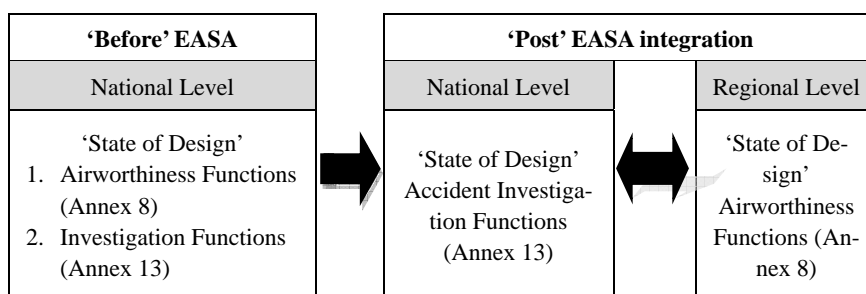 ‘Before’ EASA
National Level
‘State of Design’
1. Airworthiness Functions
(Annex 8)
2. Investigation Functions
(Annex 13)
‘Post’ EASA integration
National Level
‘State of Design’
Accident Investiga-
tion Functions
(Annex 13)
Regional Level
‘State of De-
sign’
Airworthiness
Functions (An-
nex 8)